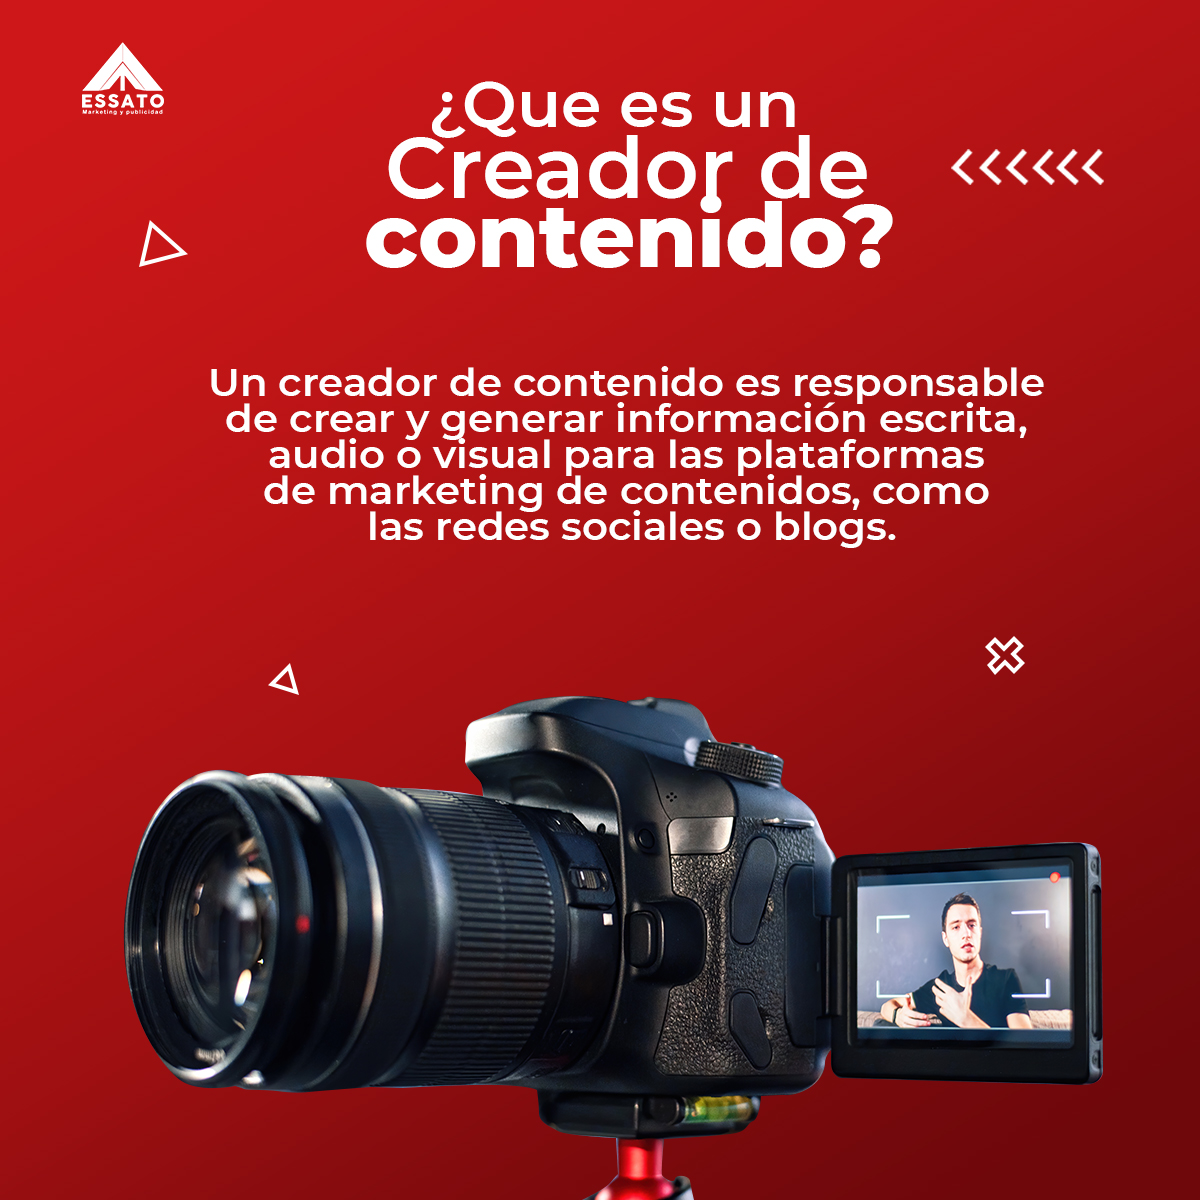 ESSATO
Marketing y publicidad
¿Que es un
Creador de
contenido?
Un creador de contenido es responsable
de crear y generar información escrita,
audio o visual para las plataformas
de marketing de contenidos, como
las redes sociales o blogs.